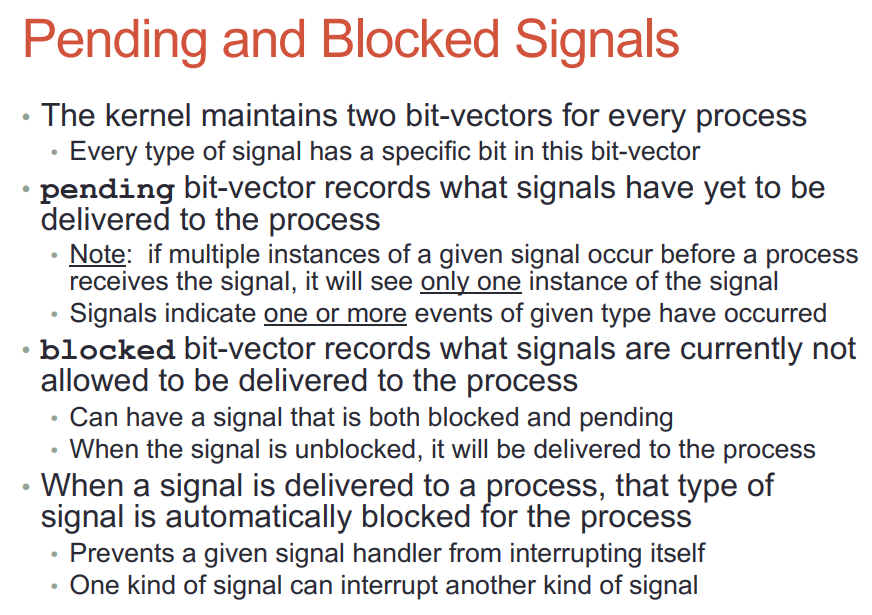 Pending and Blocked Signals
• The kernel maintains two bit-vectors for every process
• Every type of signal has a specific bit in this bit-vector
• pending bit-vector records what signals have yet to be
delivered to the process
• Note:  if multiple instances of a given signal occur before a process
receives the signal, it will see only one instance of the signal
• Signals indicate one or more events of given type have occurred
• blocked bit-vector records what signals are currently not
allowed to be delivered to the process
• Can have a signal that is both blocked and pending
• When the signal is unblocked, it will be delivered to the process
• When a signal is delivered to a process, that type of
signal is automatically blocked for the process
• Prevents a given signal handler from interrupting itself
• One kind of signal can interrupt another kind of signal